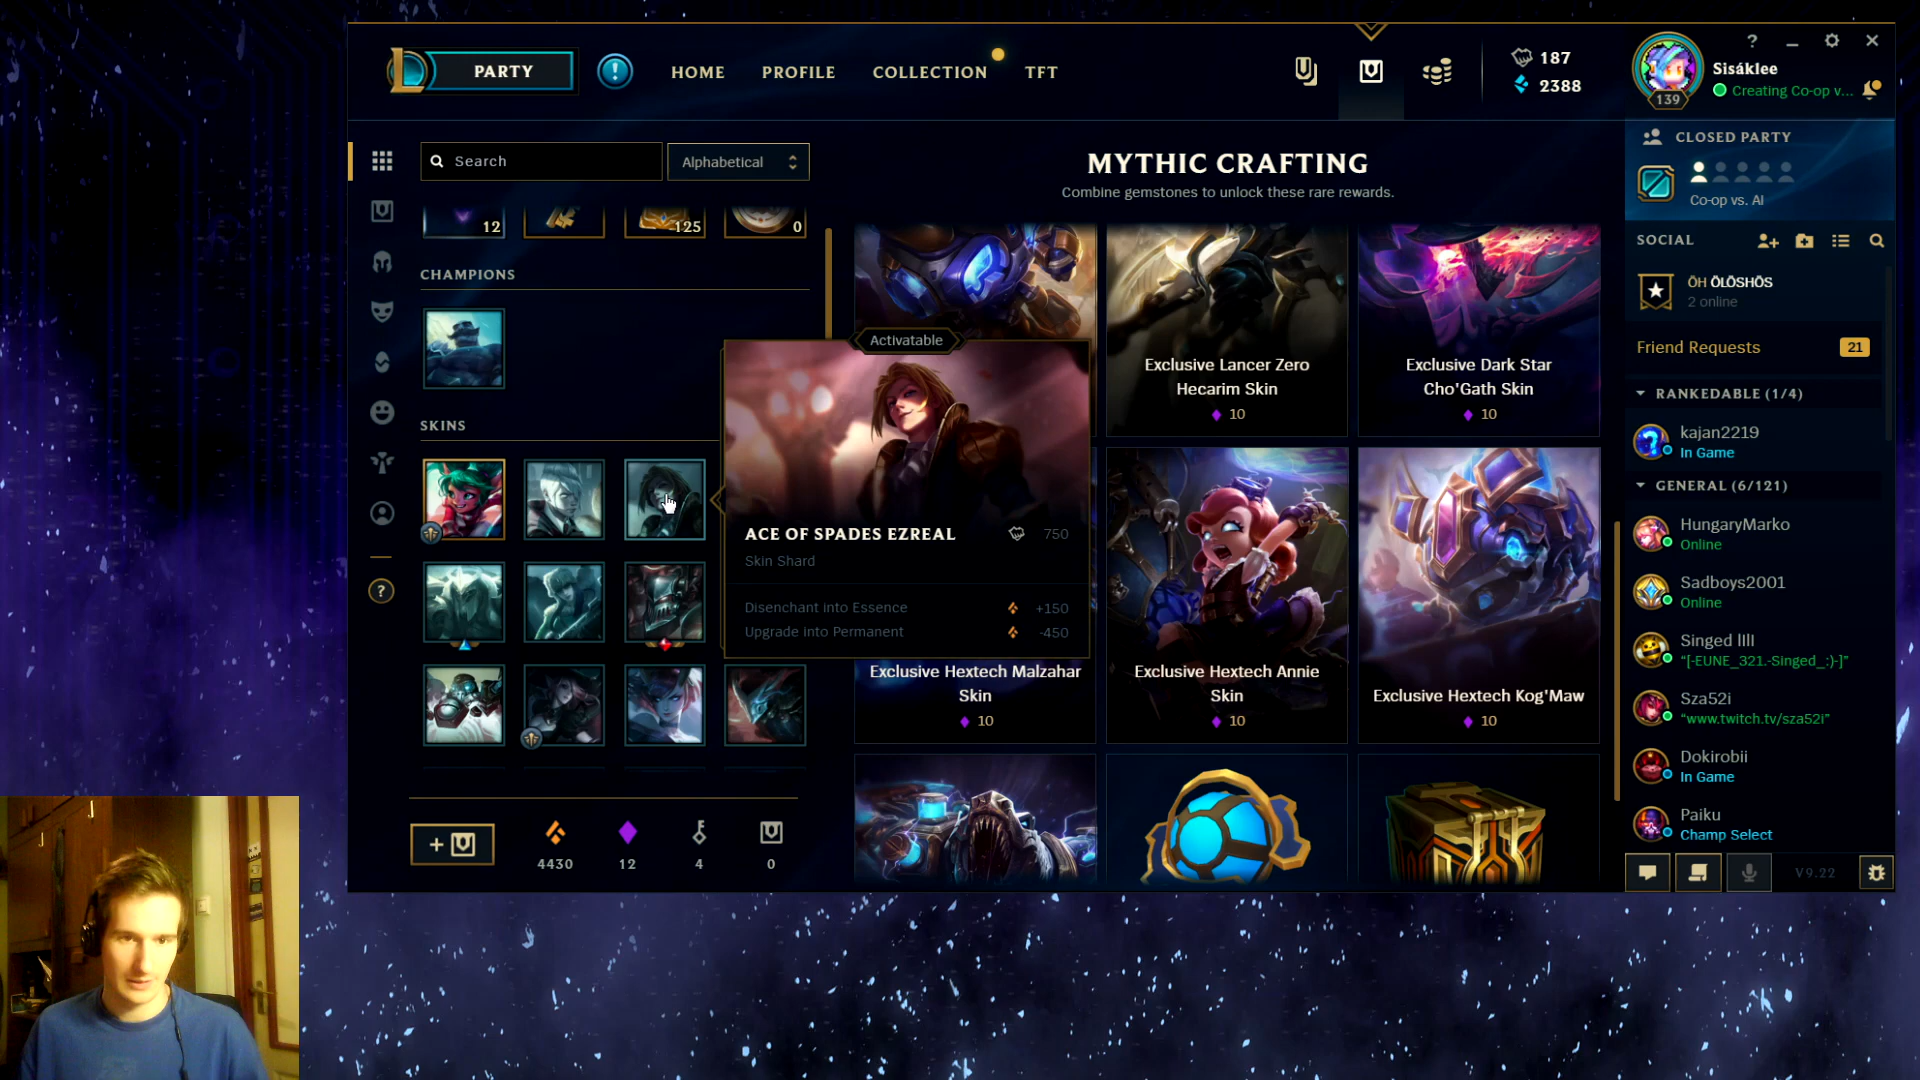 PARTY
HOME
PROFILE
COLLECTION
TFT
187
2388
139
Sisáklee
Creating Co-op v...
Search
Alphabetical
12
125
0
CHAMPIONS
SKINS
MYTHIC CRAFTING
Combine gemstones to unlock these rare rewards.
Exclusive Lancer Zero
Hecarim Skin
10
Exclusive Dark Star
Cho'Gath Skin
10
Activatable
ACE OF SPADES EZREAL
750
Skin Shard
Disenchant into Essence
+150
Upgrade into Permanent
-450
Exclusive Hextech Malzahar
Skin
10
Exclusive Hextech Annie
Skin
10
Exclusive Hextech Kog'Maw
10
4430
12
4
0
CLOSED PARTY
Co-op vs. AI
SOCIAL
ŐH ŐLŐSHŐS
2 online
Friend Requests
21
RANKEDABLE (1/4)
kajan2219
In Game
GENERAL (6/121)
HungaryMarko
Online
Sadboys2001
Online
Singed llll
"[-EUNE_321.-Singed_:)-]"
Sza52i
"www.twitch.tv/sza52i"
Dokirobii
In Game
Paiku
Champ Select
V9.22